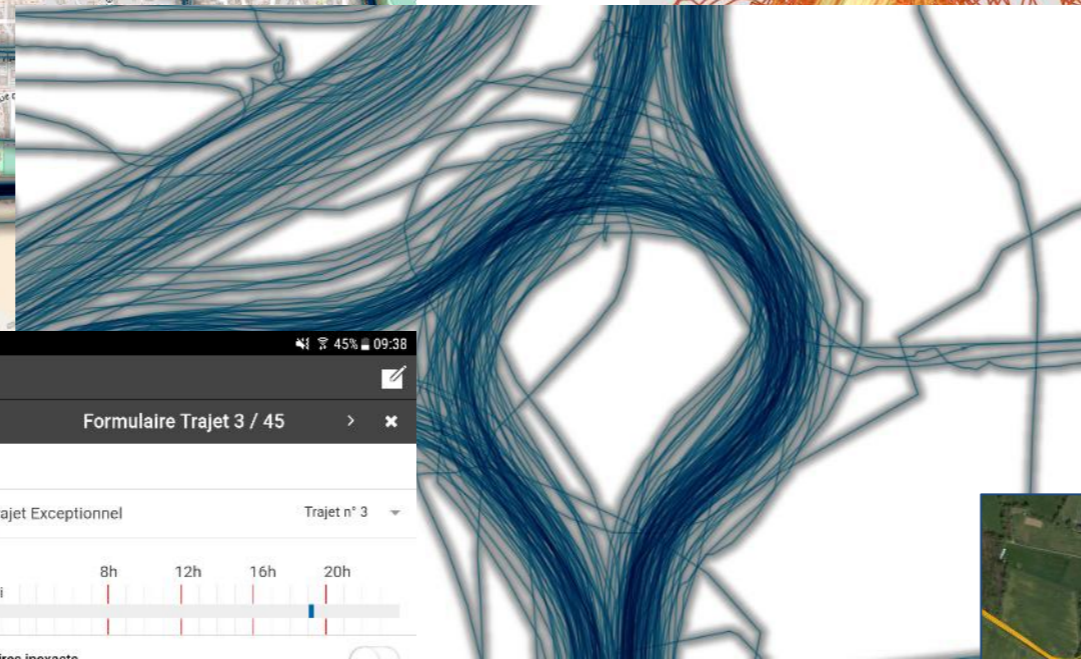 45% 09:38
Formulaire Trajet 3 / 45
ajet Exceptionnel
Trajet n° 3
8h 12h 16h 20h
i